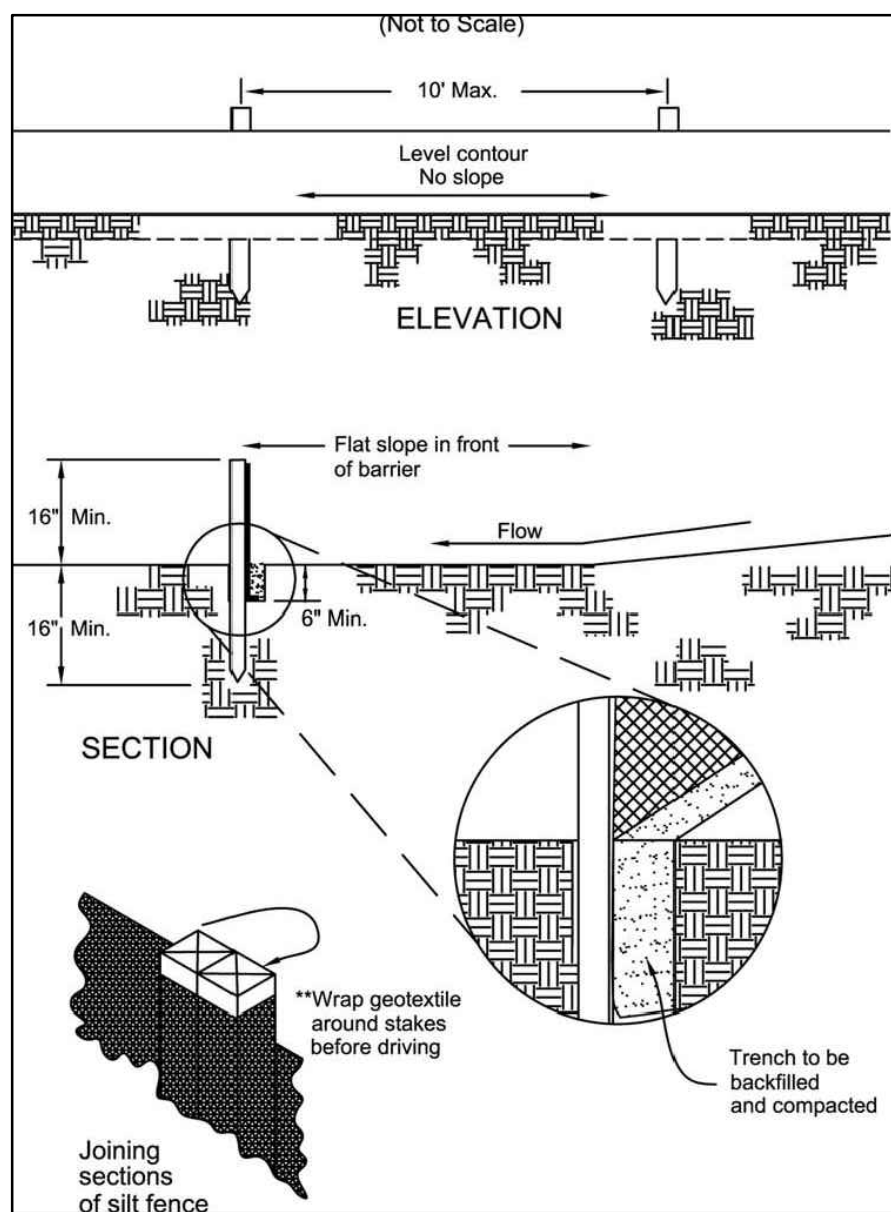 (Not to Scale)
10' Max.
Level contour
No slope
ELEVATION
Flat slope in front
of barrier
16" Min.
Flow
16" Min.
6" Min.
SECTION
**Wrap geotextile
around stakes
before driving
Trench to be
backfilled
and compacted
Joining
sections
of silt fence